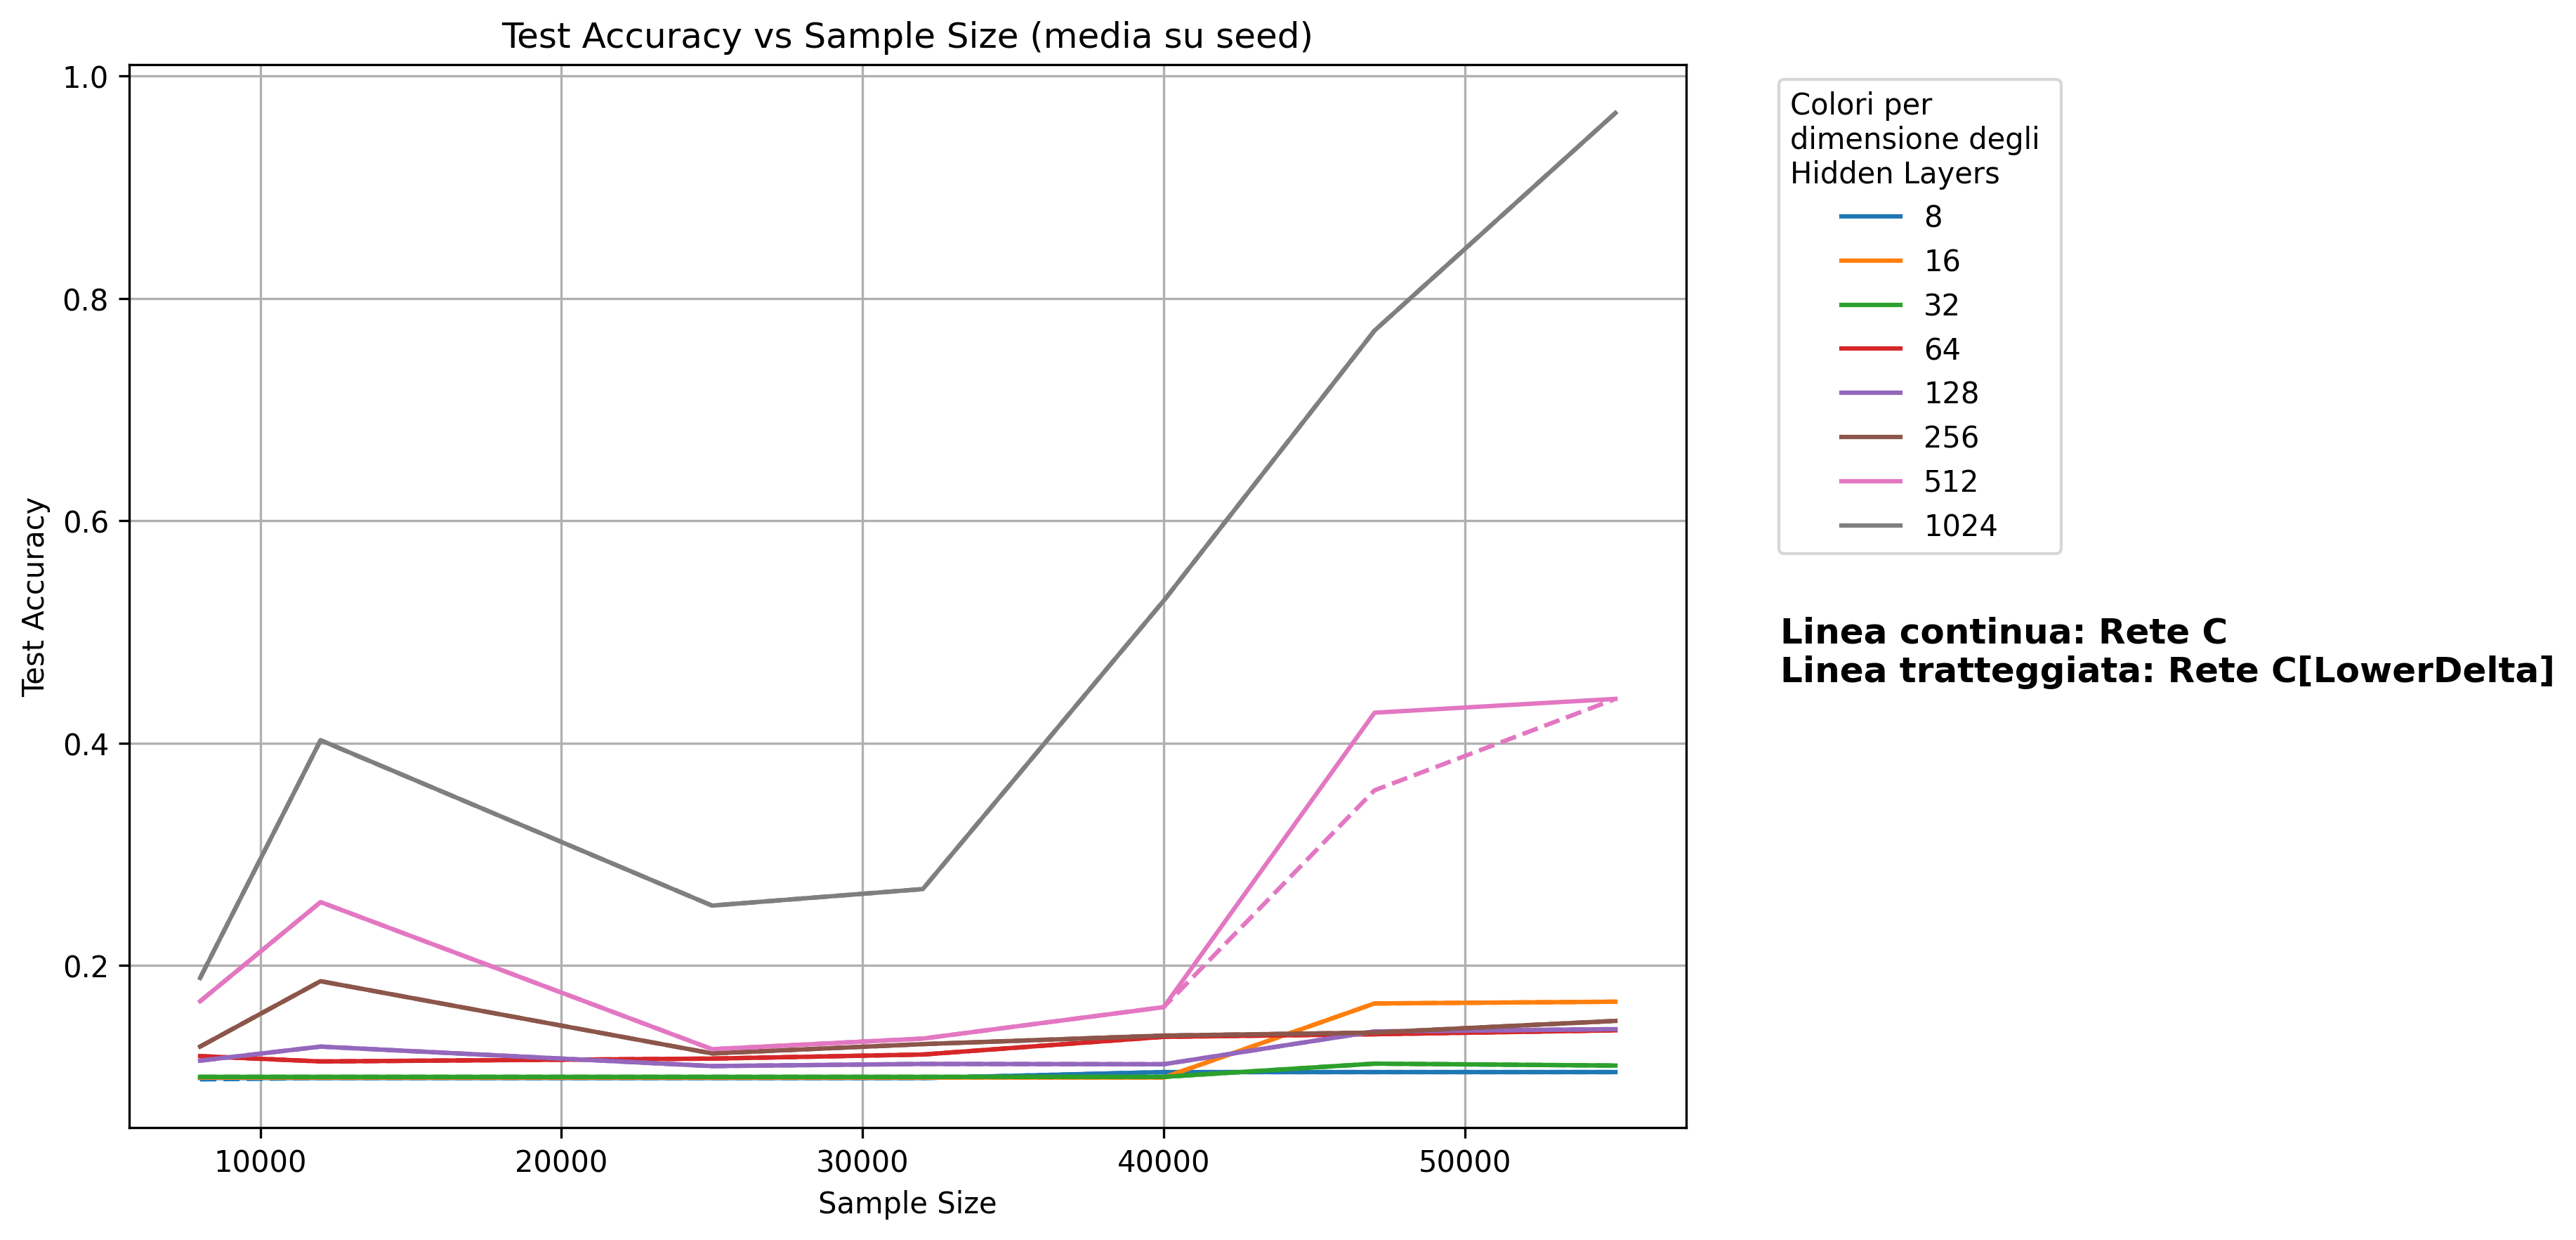 Test Accuracy vs Sample Size (media su seed)
Test Accuracy
1.0
0.8
0.6
0.4
0.2
10000 20000 30000 40000 50000
Sample Size
Colori per
dimensione degli
Hidden Layers
8
16
32
64
128
256
512
1024
Linea continua: Rete C
Linea tratteggiata: Rete C[LowerDelta]